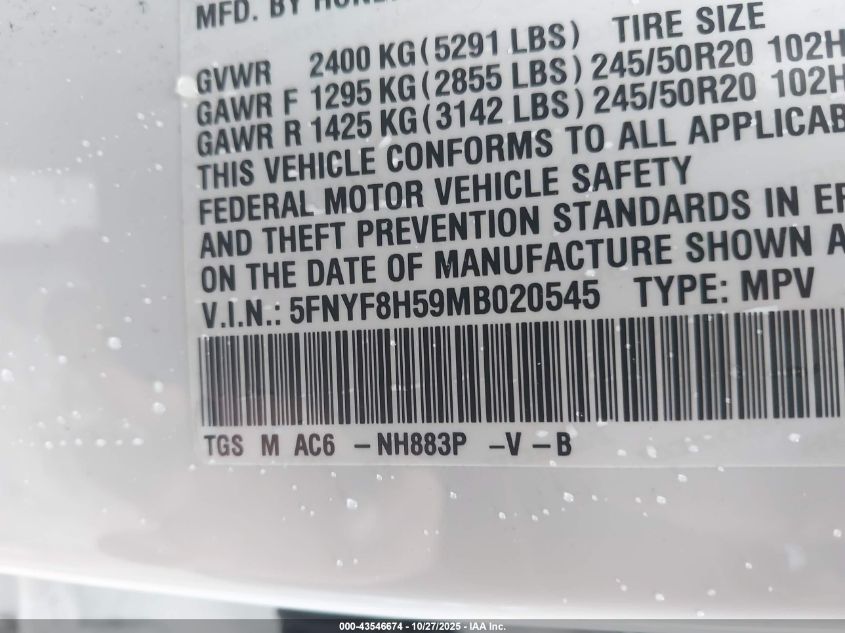 MFD. BY
GVWR 2400 KG (5291 LBS) TIRE SIZE
GAWR F 1295 KG (2855 LBS) 245/50R20 102H
GAWR R 1425 KG (3142 LBS) 245/50R20 102H
THIS VEHICLE CONFORMS TO ALL APPLICAB
FEDERAL MOTOR VEHICLE SAFETY
AND THEFT PREVENTION STANDARDS IN EF
ON THE DATE OF MANUFACTURE SHOWN A
V.I.N.: 5FNYF8H59MB020545 TYPE: MPV
TGS M AC6 -NH883P -V -B
000-43546674 - 10/27/2025 - IAA Inc.